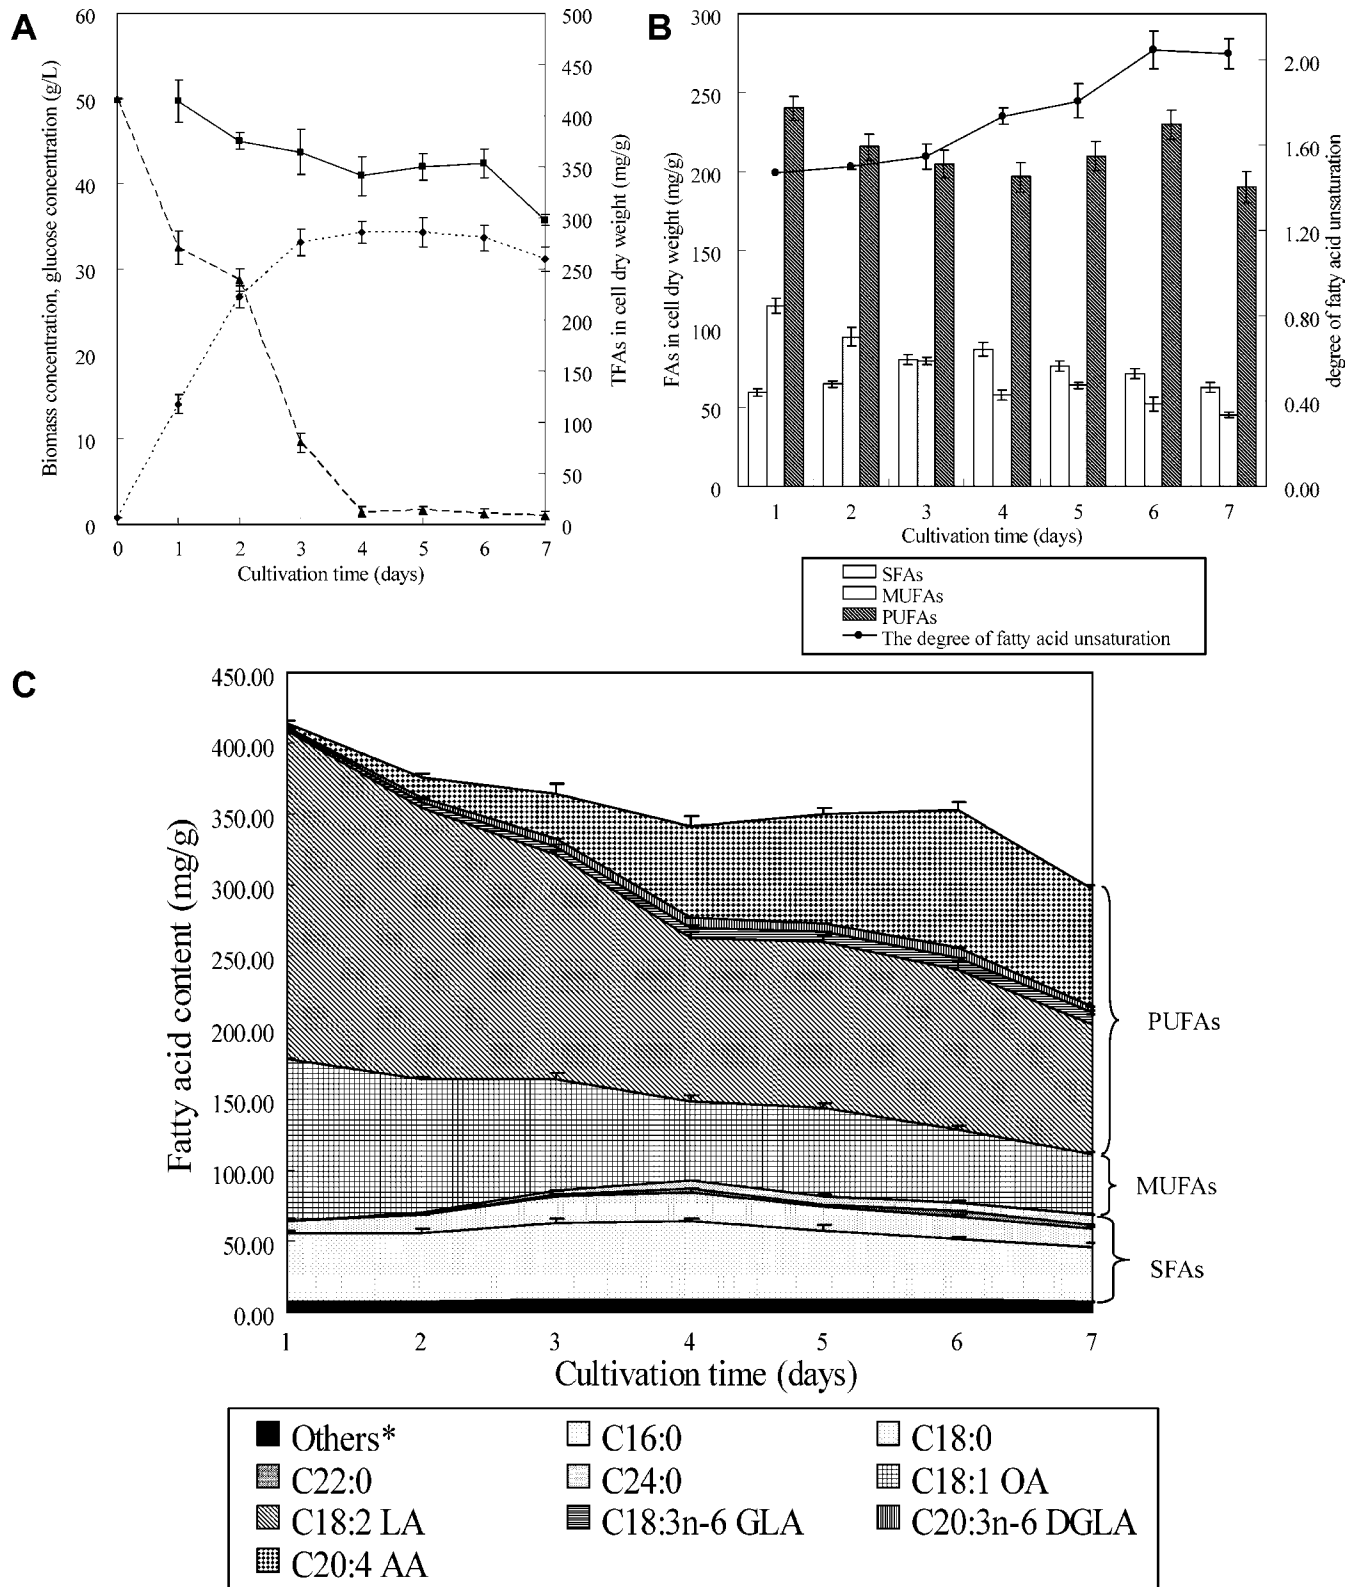 A
60
50
40
30
20
10
0
Biomass concentration, glucose concentration (g/L)
500
450
400
350
300
250
200
150
100
50
0
TFAs in cell dry weight (mg/g)
0 1 2 3 4 5 6 7
Cultivation time (days)
B
300
250
200
150
100
50
0
FAs in cell dry weight (mg/g)
2.00
1.60
1.20
0.80
0.40
0.00
degree of fatty acid unsaturation
1 2 3 4 5 6 7
Cultivation time (days)
SFAs
MUFAs
PUFAs
The degree of fatty acid unsaturation
C
450.00
400.00
350.00
300.00
250.00
200.00
150.00
100.00
50.00
0.00
Fatty acid content (mg/g)
PUFAs
MUFAs
SFAs
1 2 3 4 5 6 7
Cultivation time (days)
Others* C16:0 C18:0
C22:0 C24:0 C18:1 OA
C18:2 LA C18:3n-6 GLA C20:3n-6 DGLA
C20:4 AA